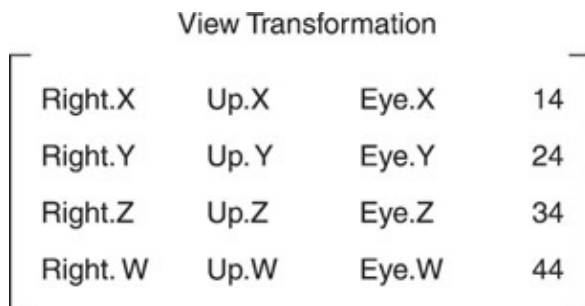 View Transformation
Right.X Up.X Eye.X 14
Right.Y Up. Y Eye.Y 24
Right.Z Up.Z Eye.Z 34
Right. W Up.W Eye.W 44